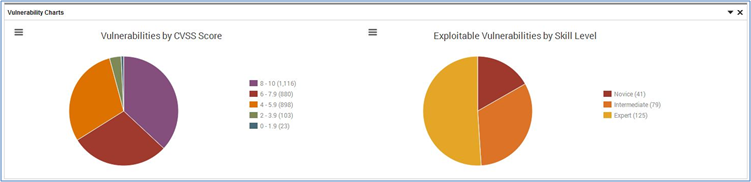 Vulnerability Charts
Vulnerabilities by CVSS Score
8 - 10 (1,116)
6 - 7.9 (880)
4 - 5.9 (898)
2 - 3.9 (103)
0 - 1.9 (23)
Exploitable Vulnerabilities by Skill Level
Novice (41)
Intermediate (79)
Expert (125)